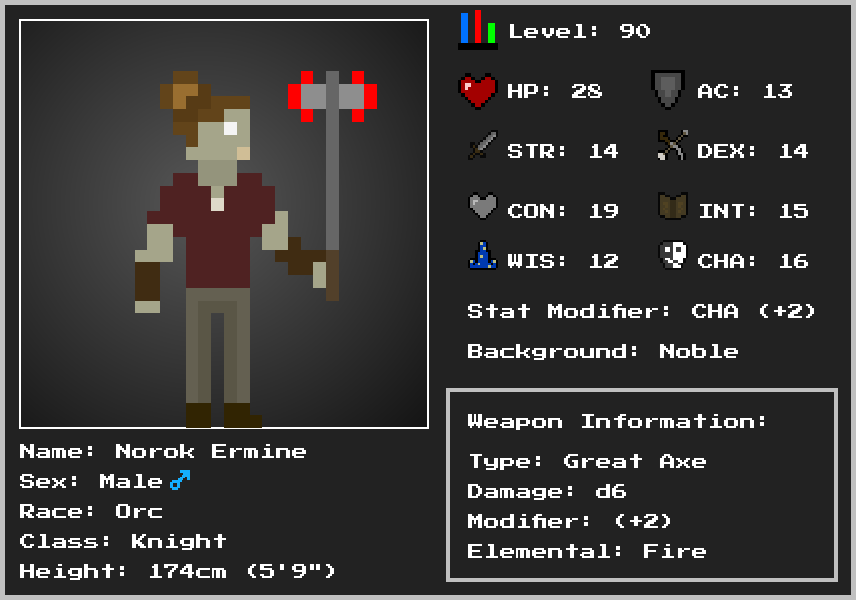 Level: 90
HP: 28
AC: 13
STR: 14
DEX: 14
CON: 19
INT: 15
WIS: 12
CHA: 16
Stat Modifier: CHA (+2)
Background: Noble
Weapon Information:
Type: Great Axe
Damage: d6
Modifier: (+2)
Elemental: Fire
Name: Norok Ermine
Sex: Male♂
Race: Orc
Class: Knight
Height: 174cm (5'9")